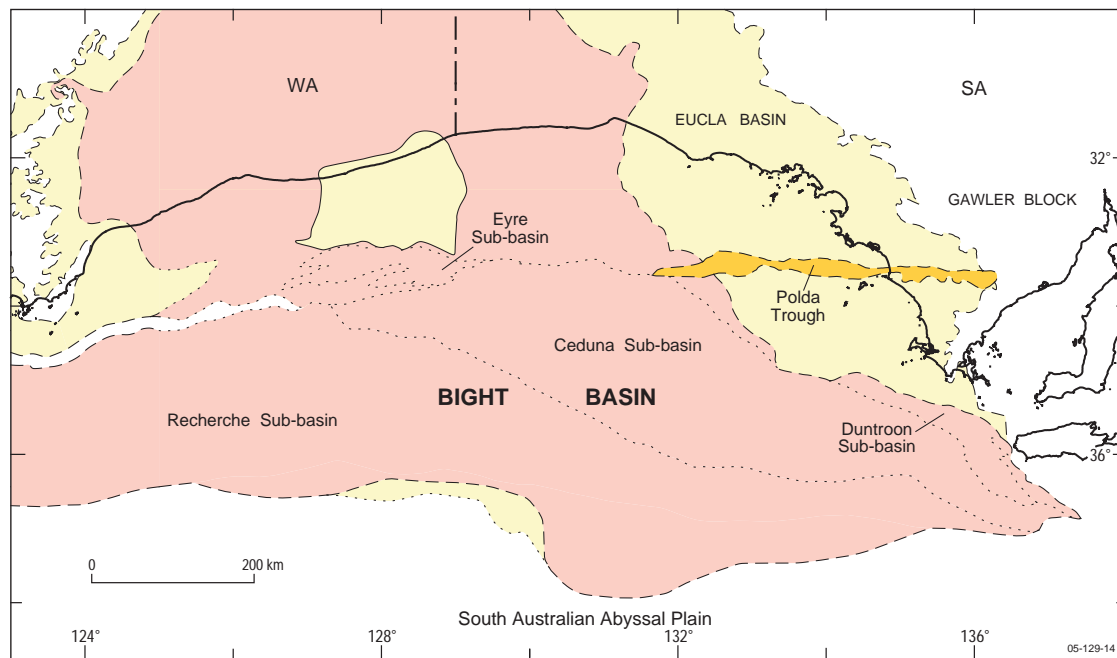 WA
SA
EUCLA BASIN
32°
GAWLER BLOCK
Eyre
Sub-basin
Polda
Trough
Ceduna Sub-basin
BIGHT BASIN
Recherche Sub-basin
Duntroon
Sub-basin
36°
0 200 km
South Australian Abyssal Plain
124° 128° 132° 136°
05-129-14